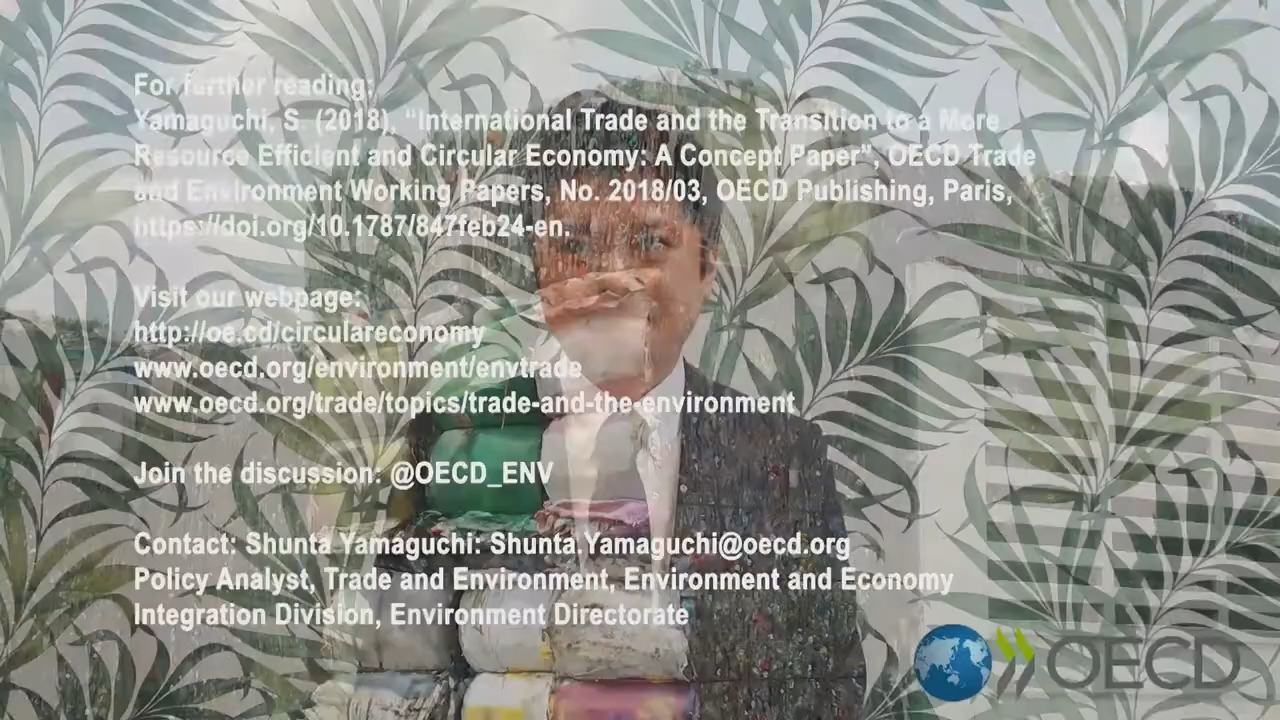 For further reading:
Yamaguchi, S. (2018), “International Trade and the Transition to a More
Resource Efficient and Circular Economy: A Concept Paper”, OECD Trade
and Environment Working Papers, No. 2018/03, OECD Publishing, Paris,
https://doi.org/10.1787/847feb24-en.
Visit our webpage:
http://oe.cd/circulareconomy
www.oecd.org/environment/envtrade
www.oecd.org/trade/topics/trade-and-the-environment
Join the discussion: @OECD_ENV
Contact: Shunta Yamaguchi: Shunta.Yamaguchi@oecd.org
Policy Analyst, Trade and Environment, Environment and Economy
Integration Division, Environment Directorate
OECD